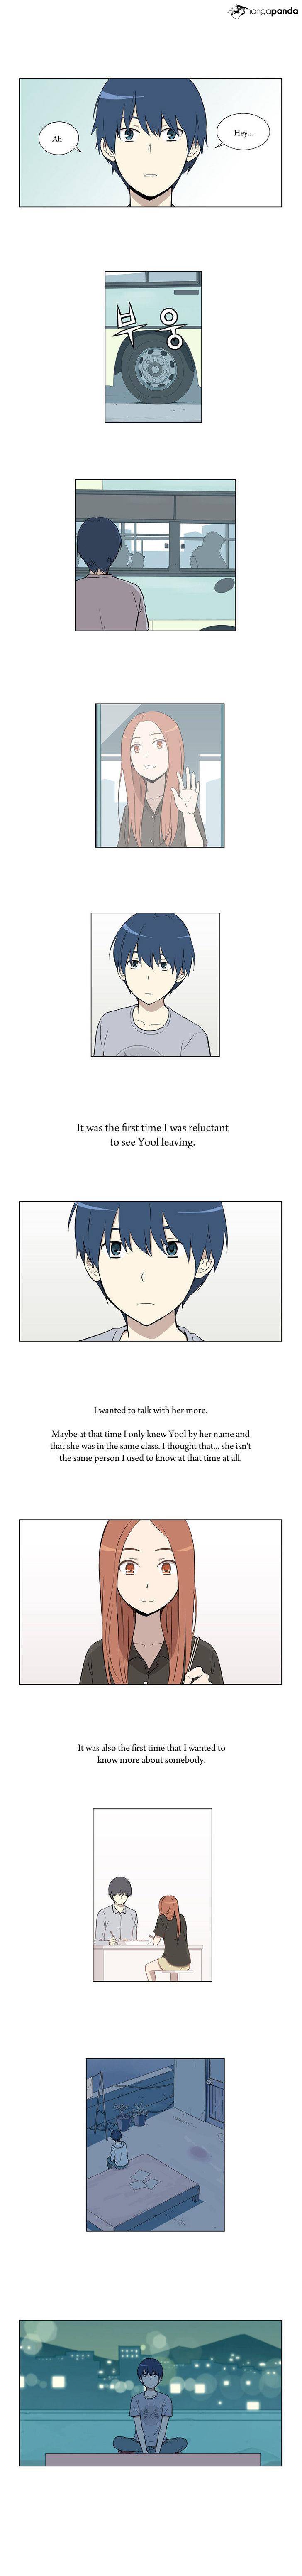 mangapanda
Ah
Hey...
부웅
It was the first time I was reluctant
to see Yool leaving.
I wanted to talk with her more.
Maybe at that time I only knew Yool by her name and
that she was in the same class. I thought that... she isn't
the same person I used to know at that time at all.
It was also the first time that I wanted to
know more about somebody.